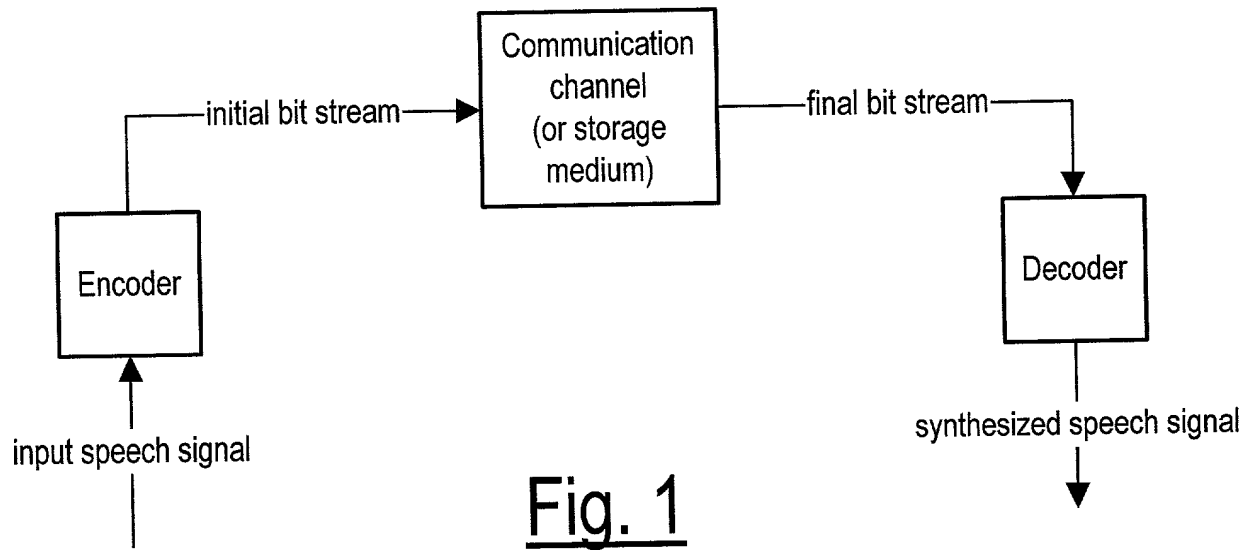 Communication
channel
(or storage
medium)
initial bit stream
final bit stream
Encoder
Decoder
input speech signal
synthesized speech signal
Fig. 1